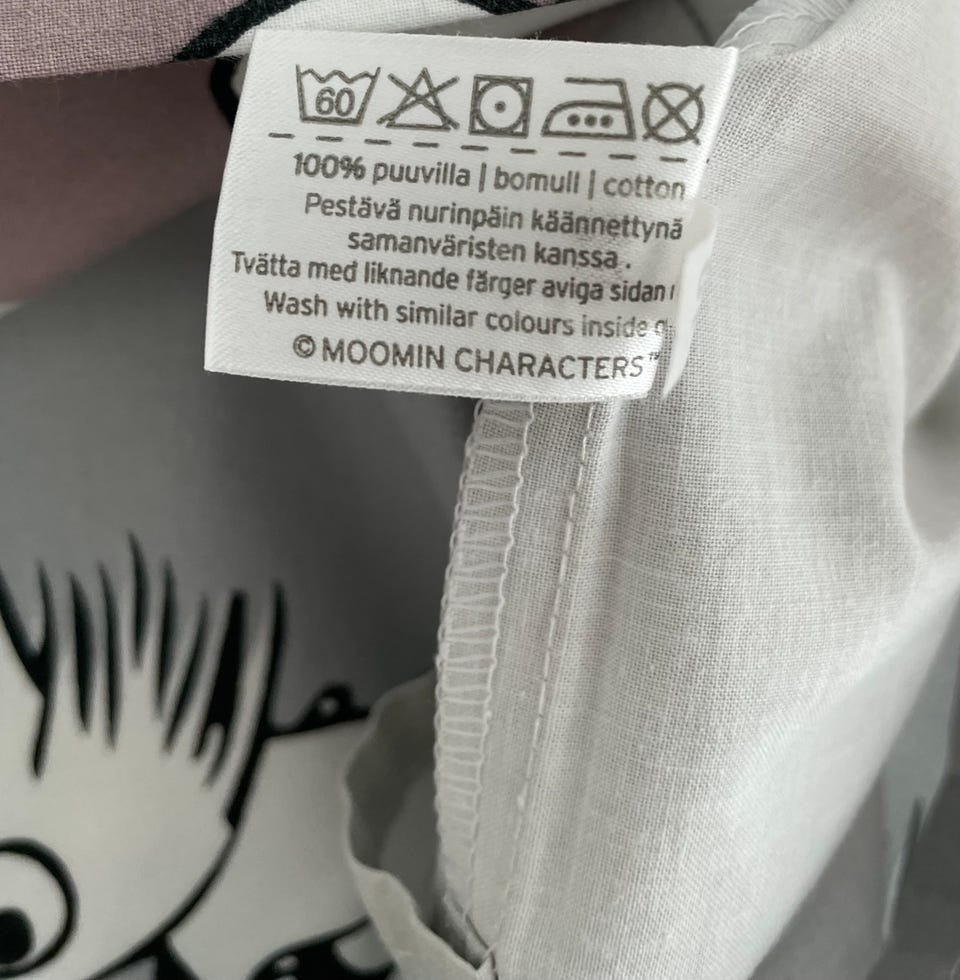 60
100% puuvilla | bomull | cotton
Pestävä nurinpäin käännettynä
samanväristen kanssa.
Tvätta med liknande färger aviga sidan
Wash with similar colours inside
© MOOMIN CHARACTERS™